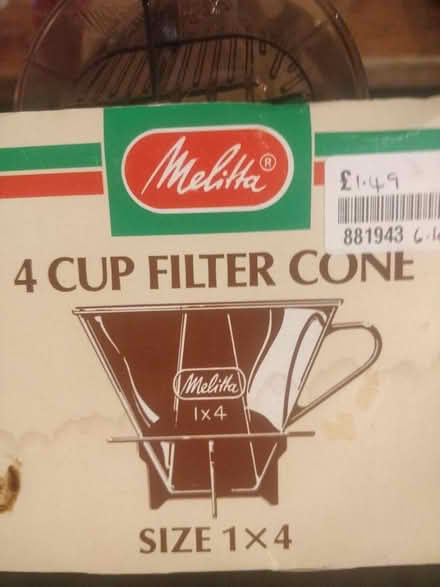 Melitta®
£1.49
881943
4 CUP FILTER CONE
Melitta
1x4
SIZE 1×4